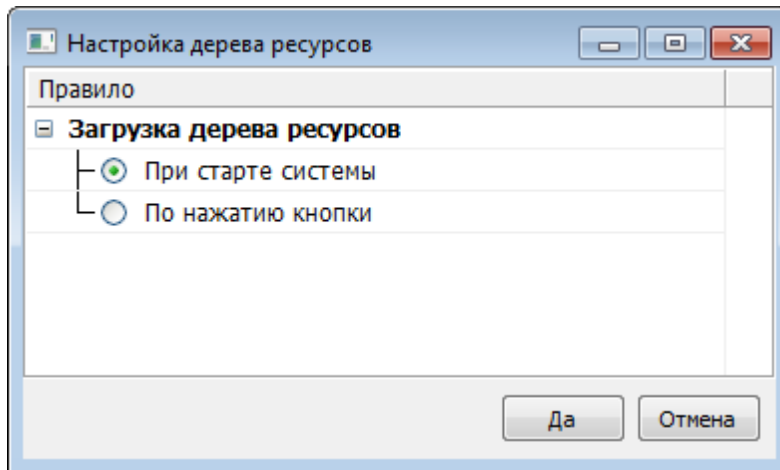 Настройка дерева ресурсов
Правило
Загрузка дерева ресурсов
При старте системы
По нажатию кнопки
Да
Отмена